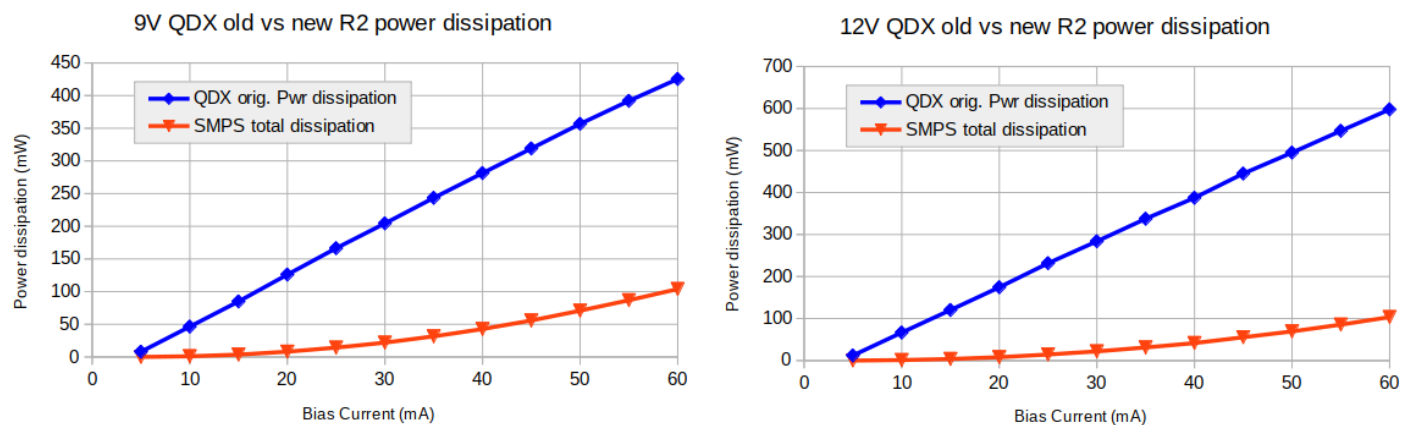 9V QDX old vs new R2 power dissipation
450
400
350
300
250
200
150
100
50
0
Power dissipation (mW)
QDX orig. Pwr dissipation
SMPS total dissipation
0 10 20 30 40 50 60
Bias Current (mA)
12V QDX old vs new R2 power dissipation
700
600
500
400
300
200
100
0
Power dissipation (mW)
QDX orig. Pwr dissipation
SMPS total dissipation
0 10 20 30 40 50 60
Bias Current (mA)